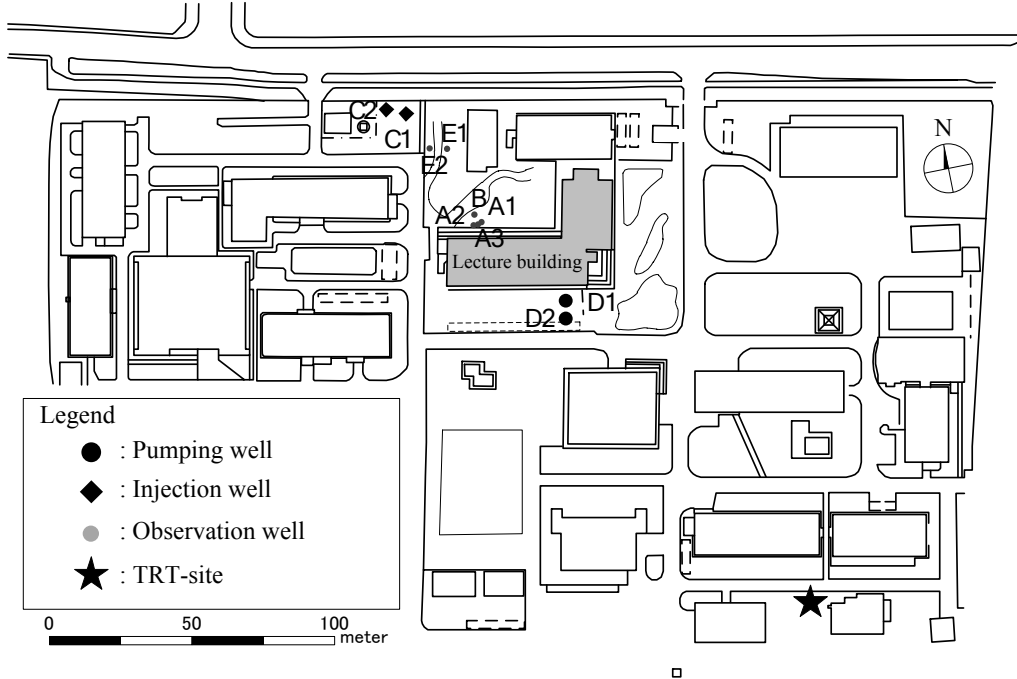 C2
C1
E1
E2
N
B
A1
A2
A3
Lecture building
D1
D2
Legend
: Pumping well
: Injection well
: Observation well
: TRT-site
0 50 100
meter